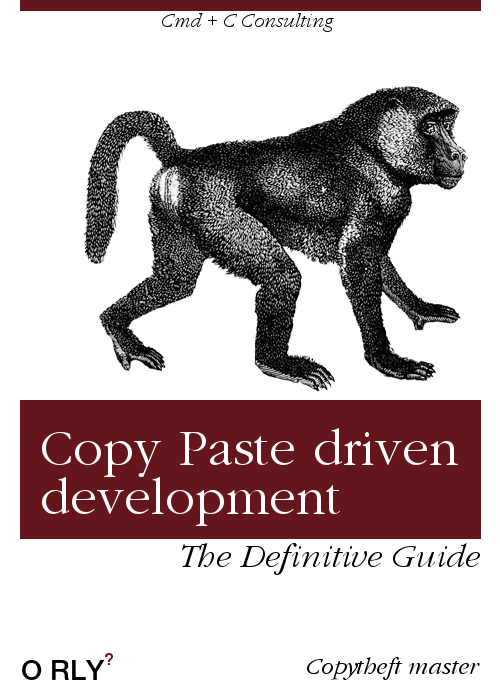 Cmd + C Consulting
Copy Paste driven
development
The Definitive Guide
O RLY?
Copytheft master